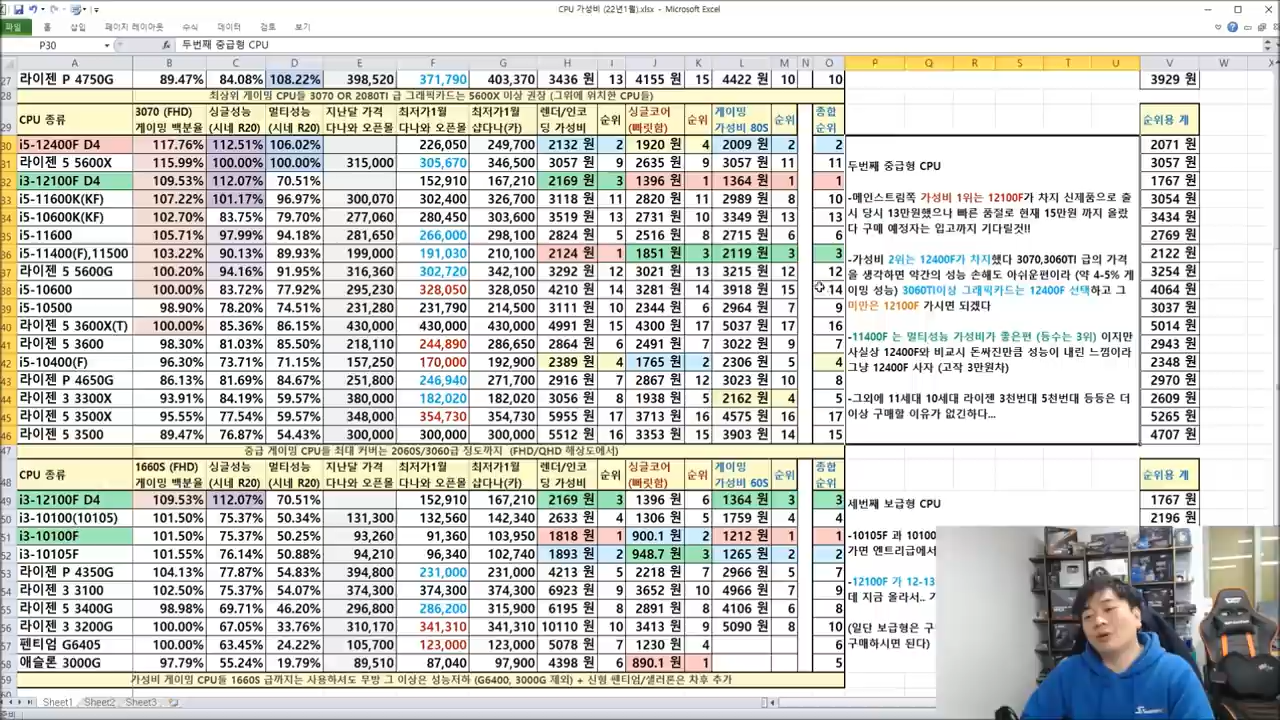 CPU 가성비 (22년1월).xlsx - Microsoft Excel
파일 홈 삽입 페이지 레이아웃 수식 데이터 검토 보기
P30 fx 두번째 중급형 CPU
A B C D E F G H I J K L M N O P Q R S T U V W X
27 라이젠 P 4750G 89.47% 84.08% 108.22% 398,520 371,790 403,370 3436 원 13 4155 원 15 4422 원 10 10 3929 원
28 최상위 게이밍 CPU들 3070 OR 2080TI 급 그래픽카드는 5600X 이상 권장 (그위에 위치한 CPU들)
CPU 종류 3070 (FHD) 싱글성능 멀티성능 지난달 가격 최저가1월 최저가1월 렌더/인코 순위 싱글코어 순위 게이밍 순위 종합 순위용 계
29 게이밍 백분율 (시네 R20) (시네 R20) 다나와 오픈몰 다나와 오픈몰 샵다나(카) 딩 가성비 (빠릿함) 가성비 80S 순위
30 i5-12400F D4 117.76% 112.51% 106.02% 226,050 249,700 2132 원 2 1920 원 4 2009 원 2 2 2071 원
31 라이젠 5 5600X 115.99% 100.00% 100.00% 315,000 305,670 346,500 3057 원 9 2635 원 9 3057 원 11 11 3057 원
32 i3-12100F D4 109.53% 112.07% 70.51% 152,910 167,210 2169 원 3 1396 원 1 1364 원 1 1 1767 원
33 i5-11600K(KF) 107.22% 101.17% 96.97% 300,070 302,400 326,700 3118 원 11 2820 원 11 2989 원 8 10 3054 원
34 i5-10600K(KF) 102.70% 83.75% 79.70% 277,060 280,450 303,600 3519 원 13 2731 원 10 3349 원 13 13 3434 원
35 i5-11600 105.71% 97.99% 94.18% 281,650 266,000 298,100 2824 원 5 2516 원 8 2715 원 6 6 2769 원
36 i5-11400(F),11500 103.22% 90.73% 89.93% 199,000 191,030 210,100 2124 원 1 1851 원 3 2119 원 3 3 2121 원
37 라이젠 5 5600G 100.20% 94.16% 91.95% 316,360 302,720 342,100 3292 원 12 3021 원 13 3215 원 12 12 3254 원
38 i5-10600 100.00% 83.72% 77.92% 295,230 328,050 328,050 4210 원 14 3281 원 14 3918 원 15 14 4064 원
39 i5-10500 98.90% 78.20% 74.51% 231,280 231,790 214,500 3111 원 10 2344 원 6 2964 원 7 9 3037 원
40 라이젠 5 3600X(T) 100.00% 85.36% 86.15% 430,000 430,000 430,000 4991 원 15 4300 원 17 5037 원 17 16 5014 원
41 라이젠 5 3600 98.30% 81.03% 85.50% 218,110 244,890 286,650 2864 원 6 2491 원 7 3022 원 9 7 2943 원
42 i5-10400(F) 96.30% 73.71% 71.15% 157,250 170,000 192,500 2389 원 4 1765 원 2 2306 원 5 4 2348 원
43 라이젠 P 4650G 86.13% 81.69% 84.67% 251,800 246,940 271,700 2916 원 7 2867 원 12 3023 원 10 8 2970 원
44 라이젠 3 3300X 93.91% 79.19% 59.57% 380,000 182,020 182,020 3056 원 8 1938 원 5 2162 원 4 5 2609 원
45 라이젠 5 3500X 95.55% 77.54% 59.57% 348,000 354,730 354,730 5955 원 17 3713 원 16 4575 원 16 17 5265 원
46 라이젠 5 3500 89.47% 76.87% 54.43% 300,000 300,000 300,000 5512 원 16 3353 원 15 3903 원 14 15 4707 원
두번째 중급형 CPU
-메인스트림쪽 가성비 1위는 12100F가 차지 신제품으로 출
시 당시 13만원했으나 빠른 품절로 현재 15만원 까지 올랐
다 구매 예정자는 입고까지 기다릴것!!
-가성비 2위는 12400F가 차지했다 3070,3060TI 급의 가격
을 생각하면 약간의 성능 손해도 아쉬운편이라 (약 4-5% 게
이밍 성능) 3060TI이상 그래픽카드는 12400F 선택하고 그
미만은 12100F 가시면 되겠다
-11400F 는 멀티성능 가성비가 좋은편 (등수는 3위) 이지만
사실상 12400F와 비교시 돈싸진만큼 성능이 내린 느낌이라
그냥 12400F 사자 (고작 3만원차)
-그외에 11세대 10세대 라이젠 3천번대 5천번대 등등은 더
이상 구매할 이유가 없긴하다...
47 중급 게이밍 CPU들 최대 커버는 2060S/3060급 정도까지 (FHD/QHD 해상도에서)
CPU 종류 1660S (FHD) 싱글성능 멀티성능 지난달 가격 최저가1월 최저가1월 렌더/인코 순위 싱글코어 순위 게이밍 순위 종합 순위용 계
48 게이밍 백분율 (시네 R20) (시네 R20) 다나와 오픈몰 다나와 오픈몰 샵다나(카) 딩 가성비 (빠릿함) 가성비 60S 순위
49 i3-12100F D4 109.53% 112.07% 70.51% 152,910 167,210 2169 원 3 1396 원 6 1364 원 3 3 1767 원
50 i3-10100(10105) 101.50% 75.37% 50.34% 131,300 132,560 142,340 2633 원 4 1306 원 5 1759 원 4 4 2196 원
51 i3-10100F 101.50% 75.37% 50.25% 93,260 91,360 103,950 1818 원 1 900.1 원 2 1212 원 1 1
52 i3-10105F 101.55% 76.14% 50.88% 94,210 96,340 102,740 1893 원 2 948.7 원 3 1265 원 2 2
53 라이젠 P 4350G 104.13% 77.87% 54.83% 394,800 231,000 231,000 4213 원 5 2218 원 7 2966 원 5 7
54 라이젠 3 3100 102.50% 75.37% 54.07% 374,300 374,300 374,300 6923 원 9 3652 원 10 4966 원 7 9
55 라이젠 5 3400G 98.98% 69.71% 46.20% 296,800 286,200 315,900 6195 원 8 2891 원 8 4106 원 6 8
56 라이젠 3 3200G 100.00% 67.05% 33.76% 310,170 341,310 341,310 10110 원 10 3413 원 9 5090 원 8 10
57 펜티엄 G6405 100.00% 63.45% 24.22% 105,700 123,000 123,000 5078 원 7 1230 원 4 6
58 애슬론 3000G 97.79% 55.24% 19.79% 89,510 87,040 97,900 4398 원 6 890.1 원 1 5
59 가성비 게이밍 CPU들 1660S 급까지는 사용하셔도 무방 그 이상은 성능저하 (G6400, 3000G 제외) + 신형 펜티엄/샐러론은 차후 추가
세번째 보급형 CPU
-10105F 과 10100
가면 엔트리급에서
-12100F 가 12-13
데 지금 올라서.. 가
(일단 보급형은 구
구매하시면 된다)
Sheet1 Sheet2 Sheet3